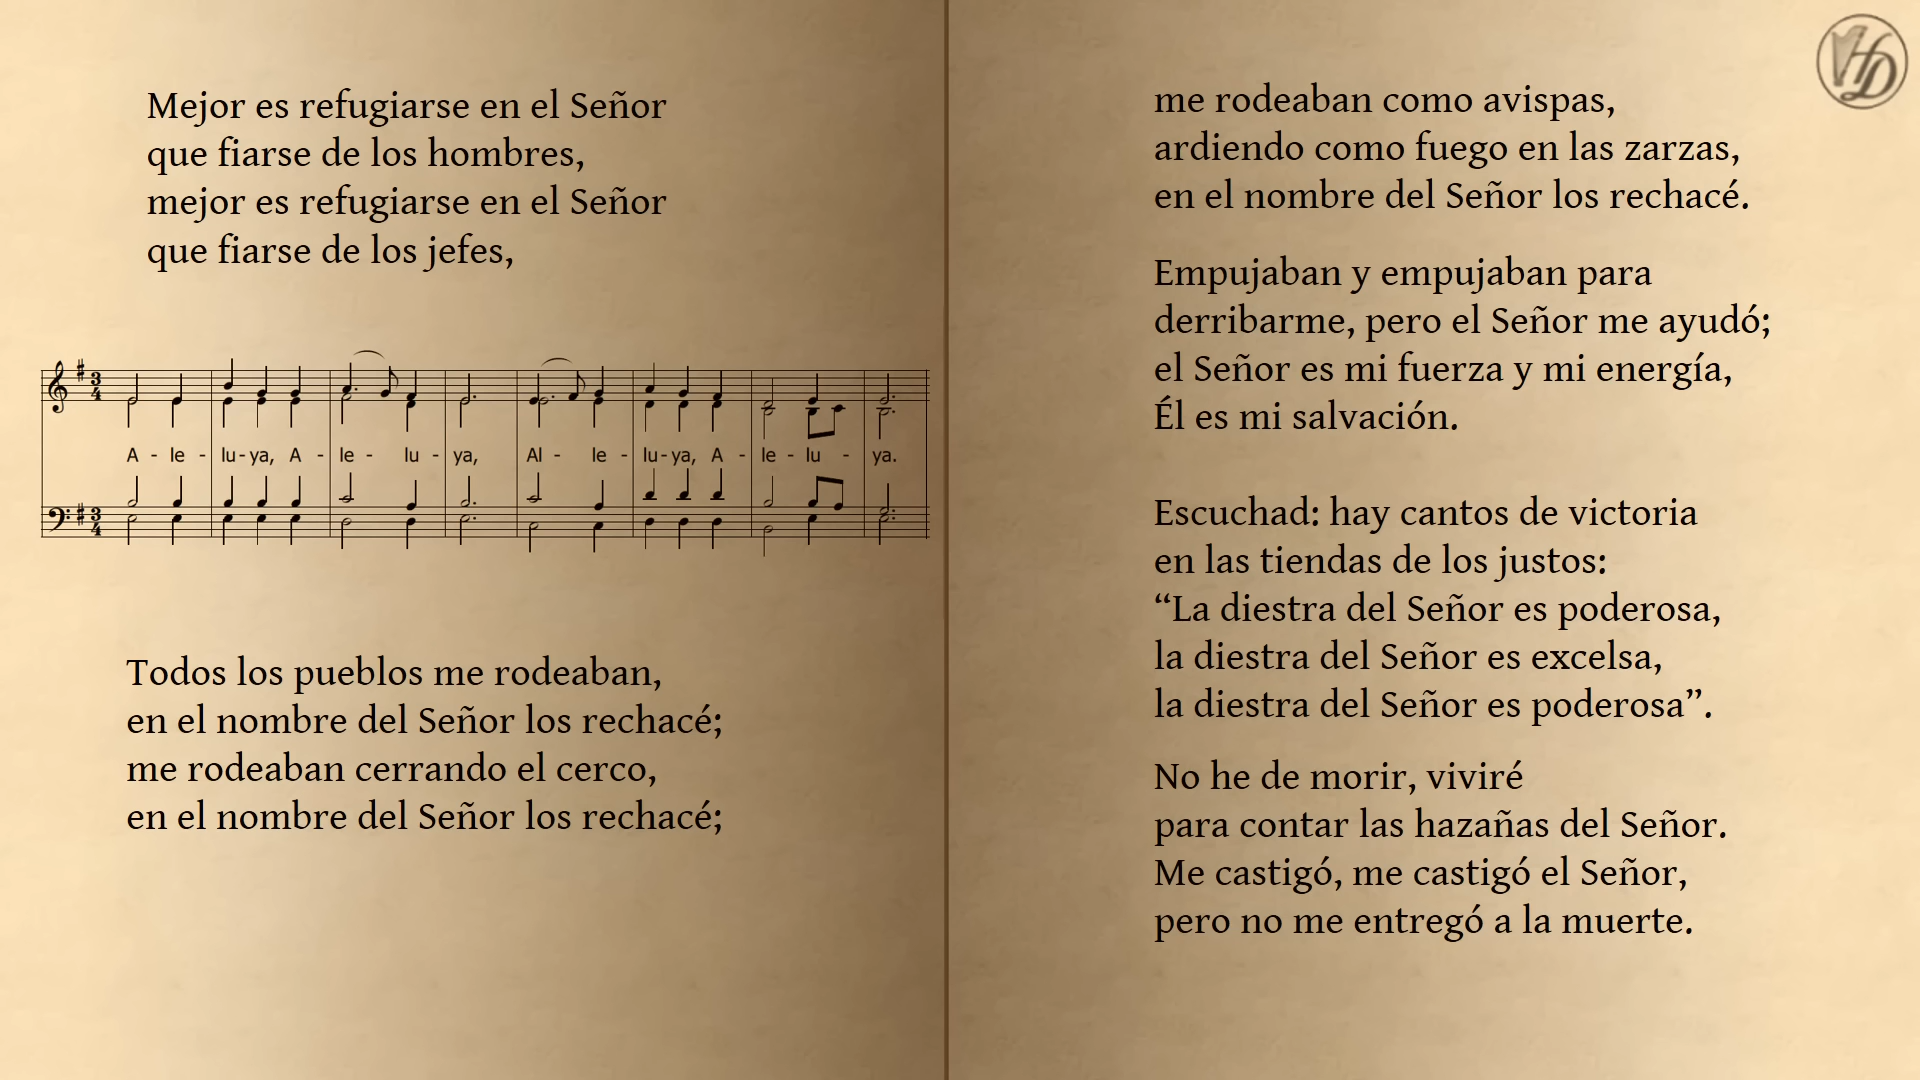 Mejor es refugiarse en el Señor
que fiarse de los hombres,
mejor es refugiarse en el Señor
que fiarse de los jefes,
A - le - lu - ya, A - le - lu - ya, Al - le - lu - ya, A - le - lu - ya.
Todos los pueblos me rodeaban,
en el nombre del Señor los rechacé;
me rodeaban cerrando el cerco,
en el nombre del Señor los rechacé;
me rodeaban como avispas,
ardiendo como fuego en las zarzas,
en el nombre del Señor los rechacé.
Empujaban y empujaban para
derribarme, pero el Señor me ayudó;
el Señor es mi fuerza y mi energía,
Él es mi salvación.
Escuchad: hay cantos de victoria
en las tiendas de los justos:
“La diestra del Señor es poderosa,
la diestra del Señor es excelsa,
la diestra del Señor es poderosa”.
No he de morir, viviré
para contar las hazañas del Señor.
Me castigó, me castigó el Señor,
pero no me entregó a la muerte.
HD